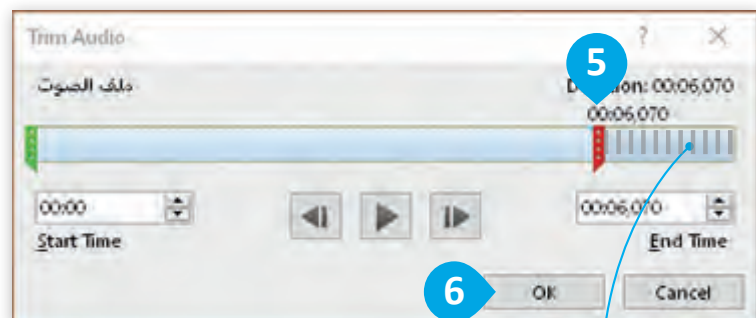 Trim Audio ? ×
5
ملف الصوت Duration: 00:06,070
00:06,070
00:00 00:06,070
Start Time End Time
6 OK Cancel